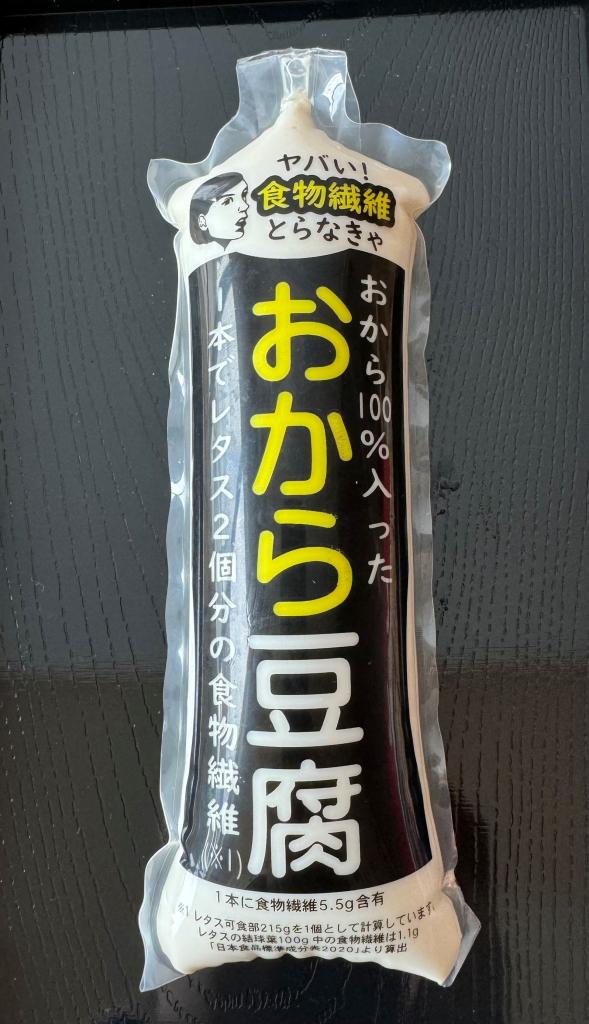 ヤバい！
食物繊維
とらなきゃ
おから100%入った
おから豆腐
1本でレタス2個分の食物繊維(※1)
1本に食物繊維5.5g含有
※1 レタス可食部215gを1個として計算しています。
レタスの結球葉100g中の食物繊維は1.1g
「日本食品標準成分表2020」より算出